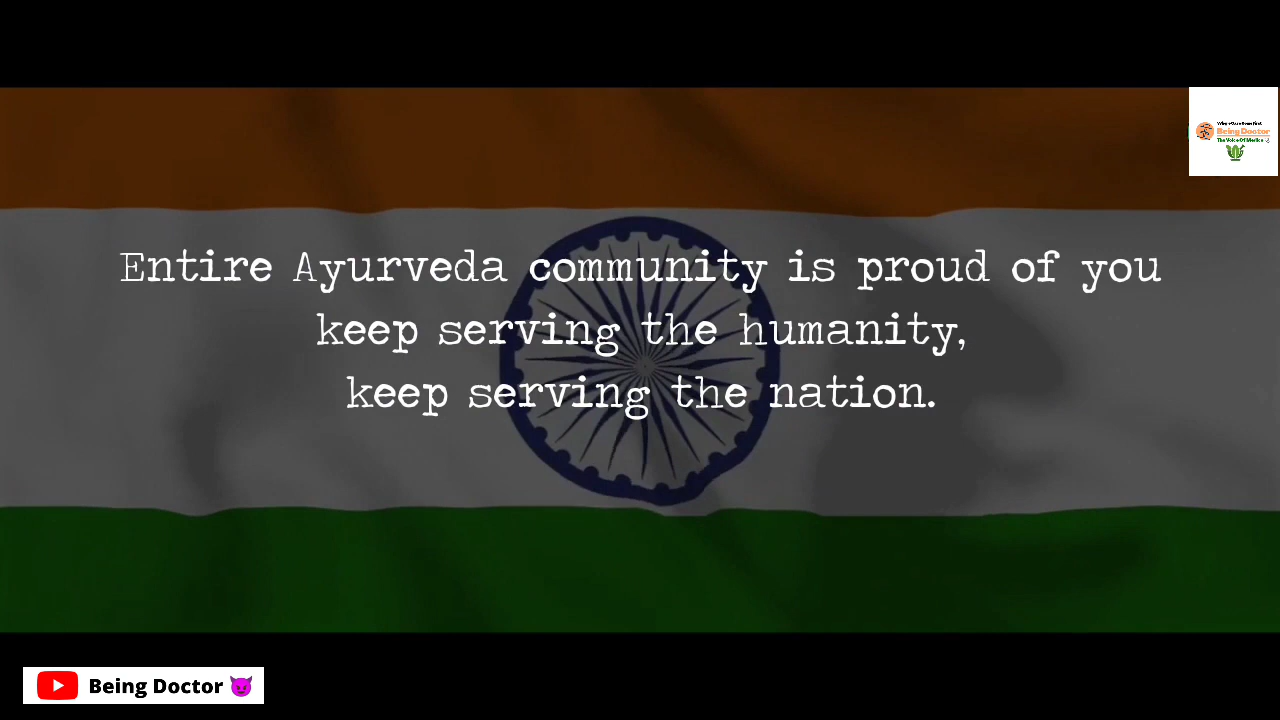 Being Doctor
Entire Ayurveda community is proud of you
keep serving the humanity,
keep serving the nation.
Being Doctor 😈